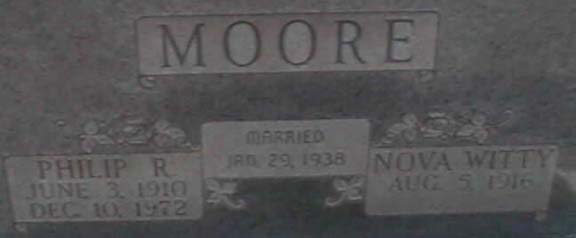 MOORE
MARRIED
JAN. 29, 1938
PHILIP R.
JUNE 3, 1910
DEC. 10, 1972
NOVA WITTY
AUG. 5, 1916